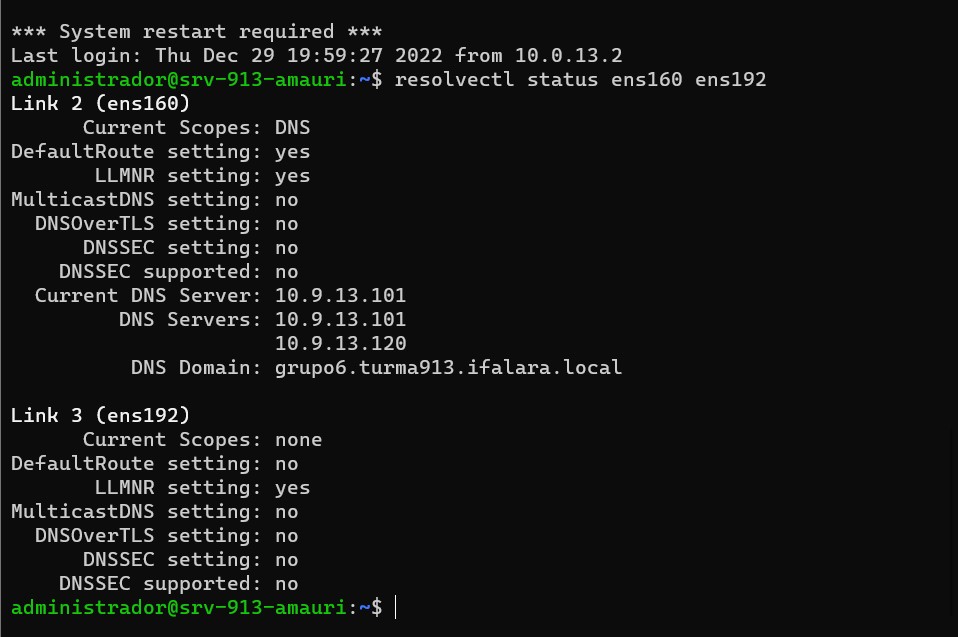 *** System restart required ***
Last login: Thu Dec 29 19:59:27 2022 from 10.0.13.2
administrador@srv-913-amauri:~$ resolvectl status ens160 ens192
Link 2 (ens160)
      Current Scopes: DNS
DefaultRoute setting: yes
       LLMNR setting: yes
MulticastDNS setting: no
  DNSOverTLS setting: no
      DNSSEC setting: no
    DNSSEC supported: no
  Current DNS Server: 10.9.13.101
         DNS Servers: 10.9.13.101
                      10.9.13.120
          DNS Domain: grupo6.turma913.ifalara.local

Link 3 (ens192)
      Current Scopes: none
DefaultRoute setting: no
       LLMNR setting: yes
MulticastDNS setting: no
  DNSOverTLS setting: no
      DNSSEC setting: no
    DNSSEC supported: no
administrador@srv-913-amauri:~$